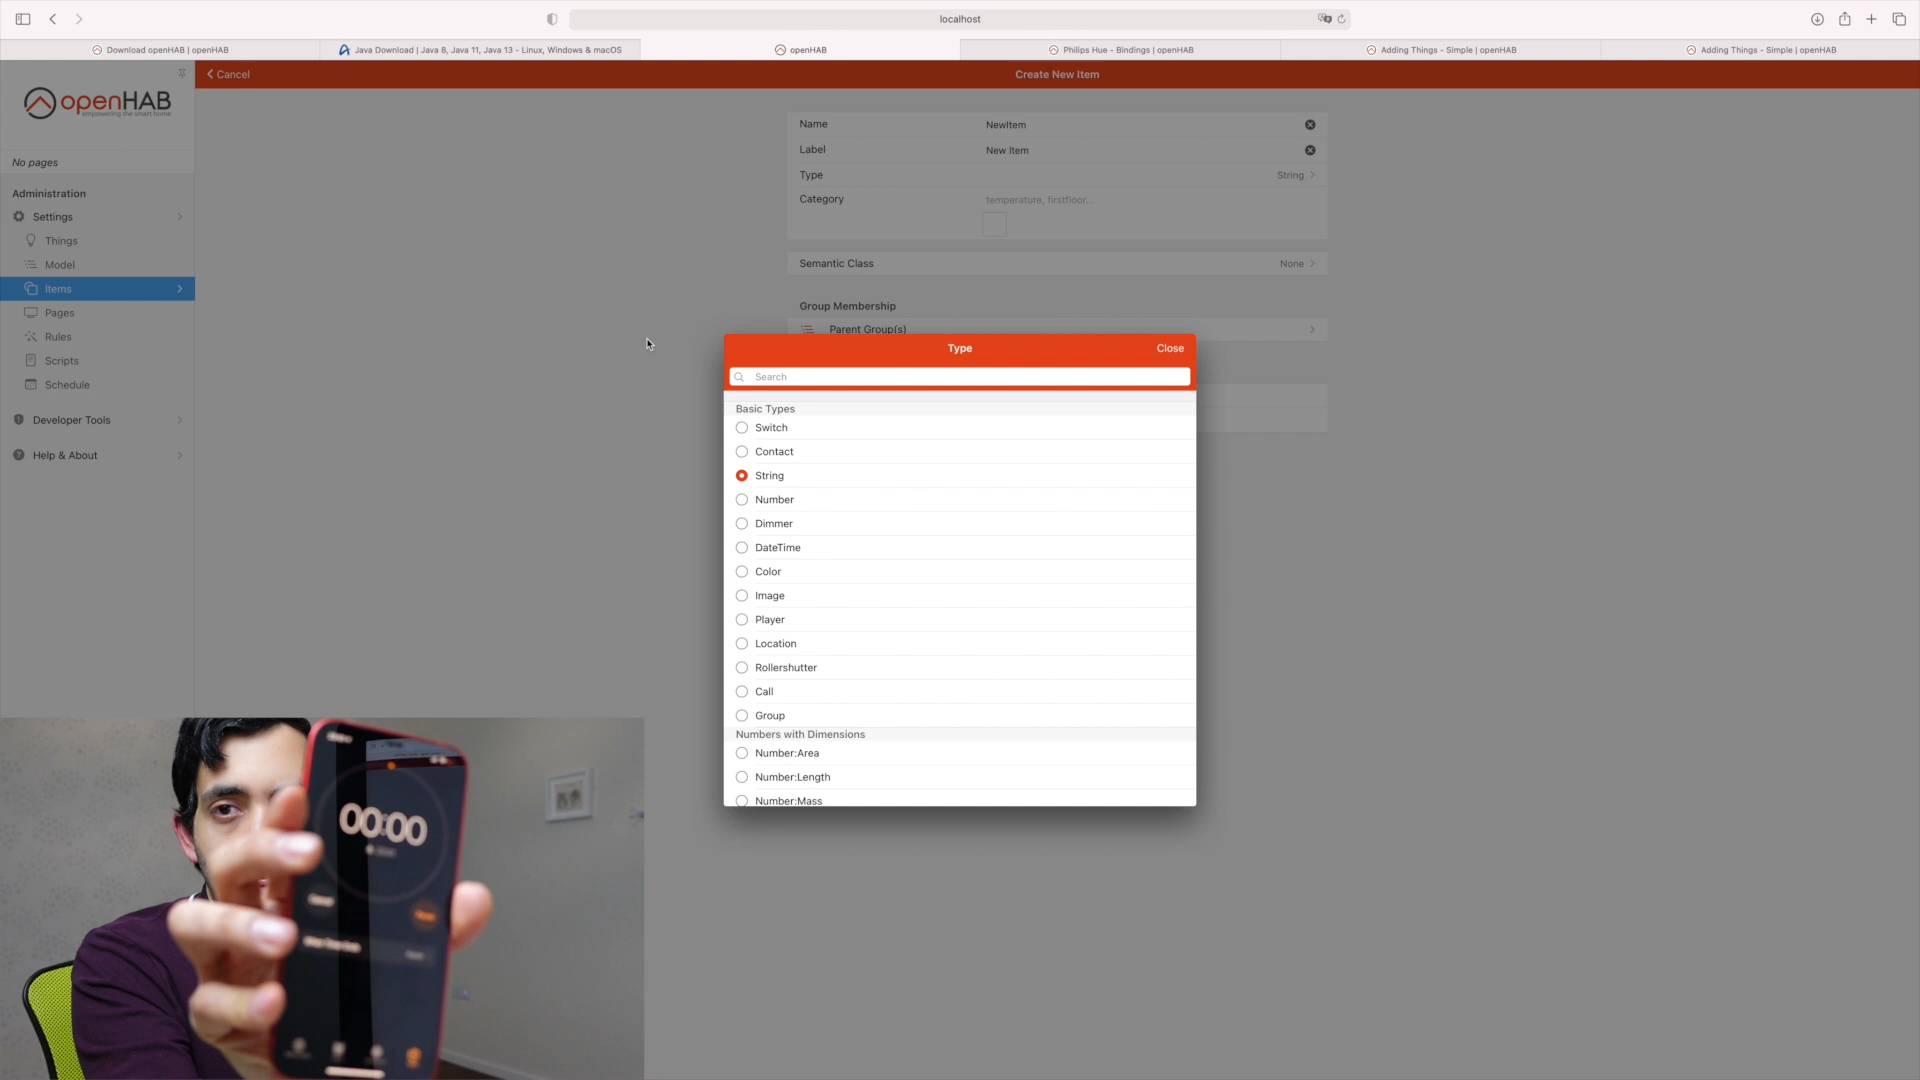 localhost
Download openHAB | openHAB
Java Download | Java 8, Java 11, Java 13 - Linux, Windows & macOS
openHAB
Philips Hue - Bindings | openHAB
Adding Things - Simple | openHAB
Adding Things - Simple | openHAB
Cancel
Create New Item
openHAB
empowering the smart home
No pages
Administration
Settings
Things
Model
Items
Pages
Rules
Scripts
Schedule
Developer Tools
Help & About
Name NewItem
Label New Item
Type String
Category temperature, firstfloor...
Semantic Class None
Group Membership
Parent Group(s)
Type Close
Search
Basic Types
Switch
Contact
String
Number
Dimmer
DateTime
Color
Image
Player
Location
Rollershutter
Call
Group
Numbers with Dimensions
Number:Area
Number:Length
Number:Mass
00:00